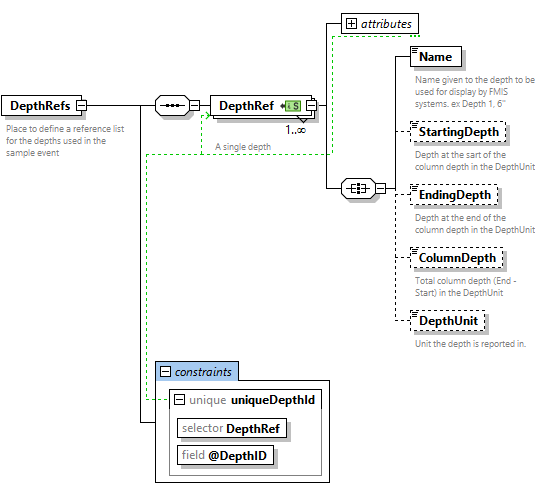 attributes
DepthRefs
Place to define a reference list
for the depths used in the
sample event
DepthRef
S
1..∞
A single depth
Name
Name given to the depth to be
used for display by FMIS
systems. ex Depth 1, 6"
StartingDepth
Depth at the sart of the
column depth in the DepthUnit
EndingDepth
Depth at the end of the
column depth in the DepthUnit
ColumnDepth
Total column depth (End -
Start) in the DepthUnit
DepthUnit
Unit the depth is reported in.
constraints
unique uniqueDepthId
selector DepthRef
field @DepthID